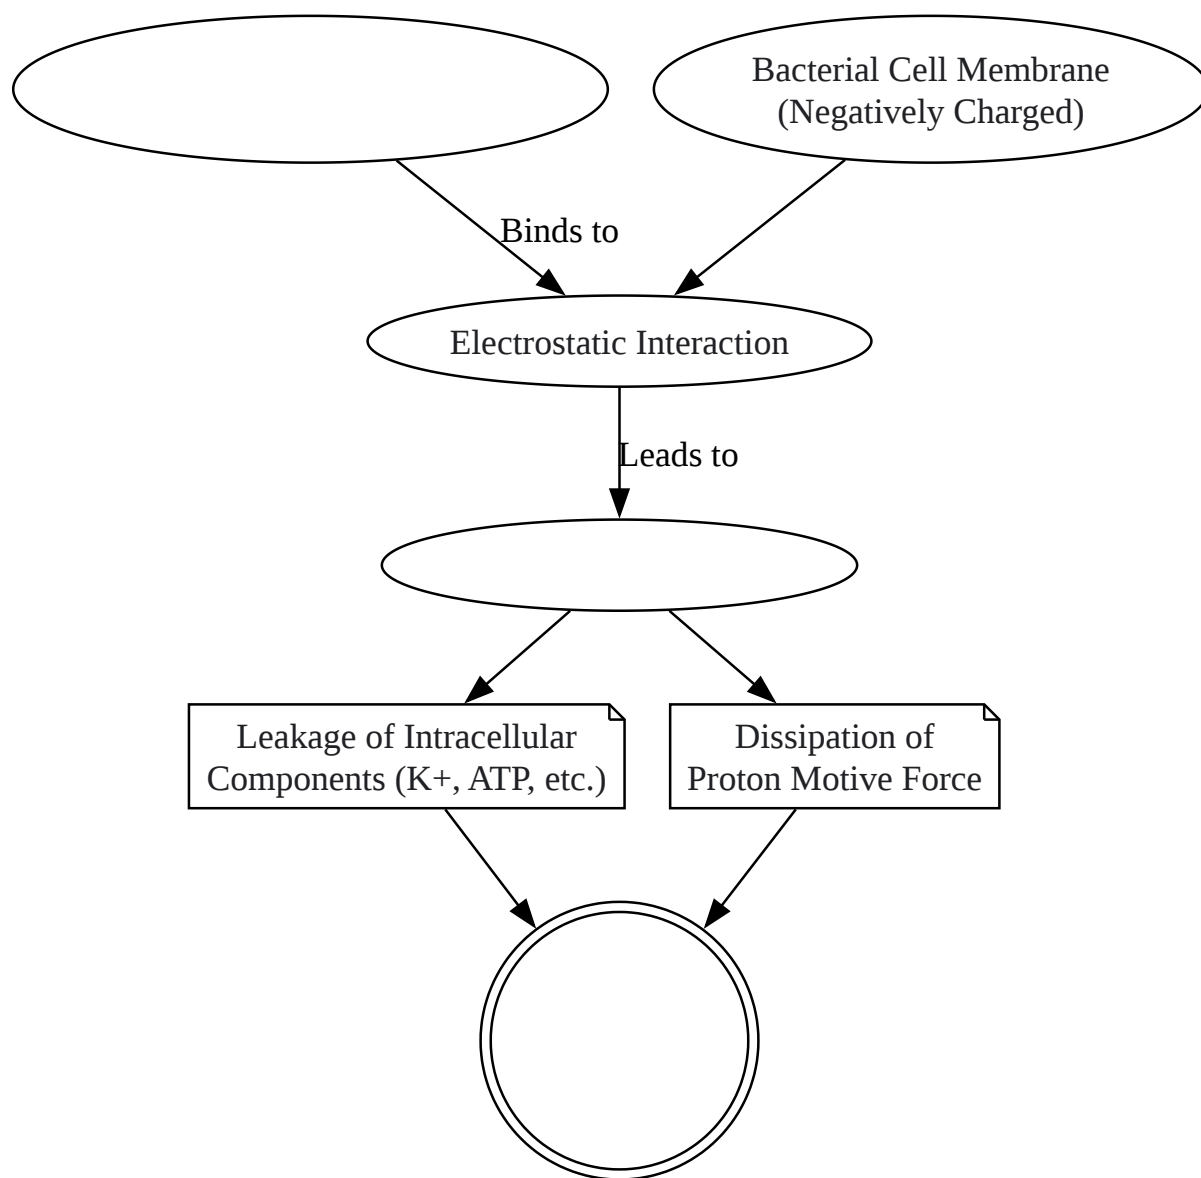 Bacterial Cell Membrane
(Negatively Charged)
Binds to
Electrostatic Interaction
Leads to
Leakage of Intracellular
Components (K+, ATP, etc.)
Dissipation of
Proton Motive Force